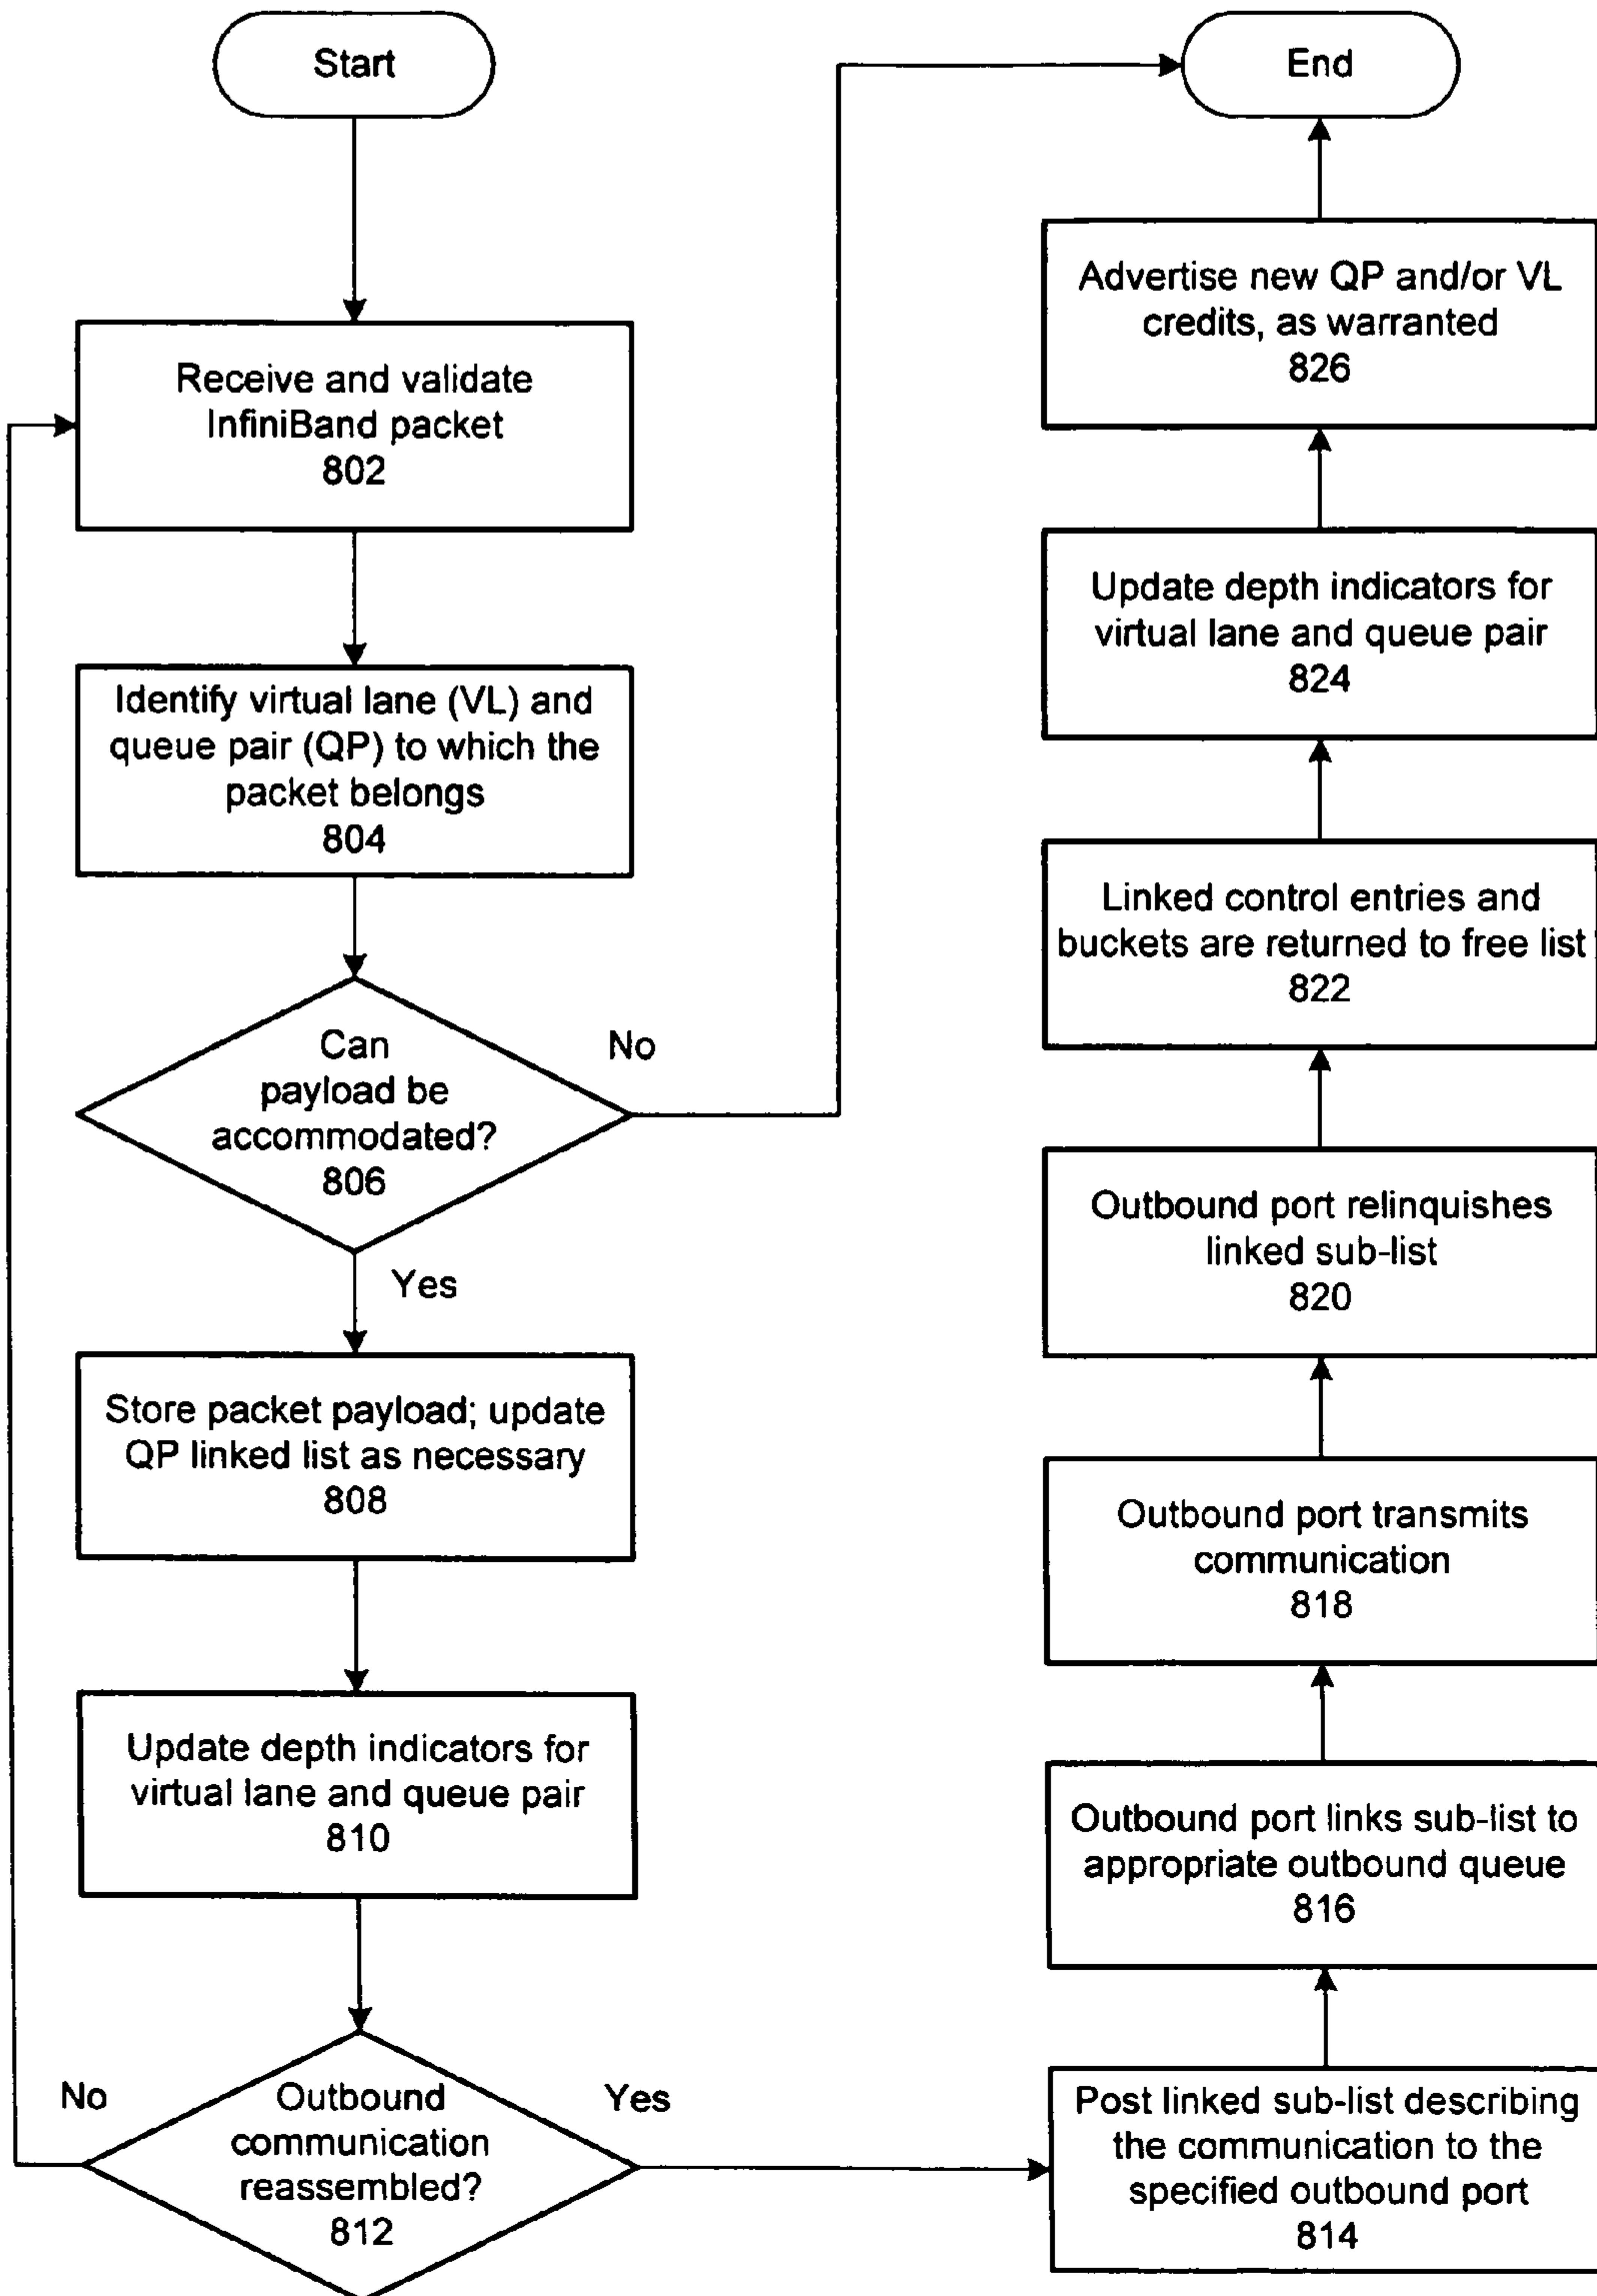 Start
Receive and validate
InfiniBand packet
802
Identify virtual lane (VL) and
queue pair (QP) to which the
packet belongs
804
Can
payload be
accommodated?
806
No
Yes
Store packet payload; update
QP linked list as necessary
808
Update depth indicators for
virtual lane and queue pair
810
Outbound
communication
reassembled?
812
No
Yes
Post linked sub-list describing
the communication to the
specified outbound port
814
Outbound port links sub-list to
appropriate outbound queue
816
Outbound port transmits
communication
818
Outbound port relinquishes
linked sub-list
820
Linked control entries and
buckets are returned to free list
822
Update depth indicators for
virtual lane and queue pair
824
Advertise new QP and/or VL
credits, as warranted
826
End